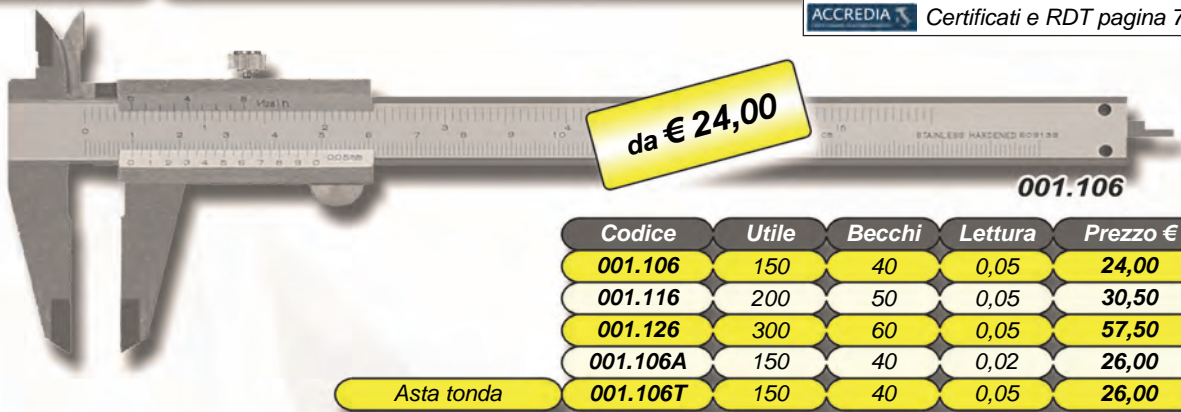 ACCREDIA Certificati e RDT pagina 7
da € 24,00
STAINLESS HARDENED
001.106
Codice Utile Becchi Lettura Prezzo €
001.106 150 40 0,05 24,00
001.116 200 50 0,05 30,50
001.126 300 60 0,05 57,50
001.106A 150 40 0,02 26,00
Asta tonda 001.106T 150 40 0,05 26,00